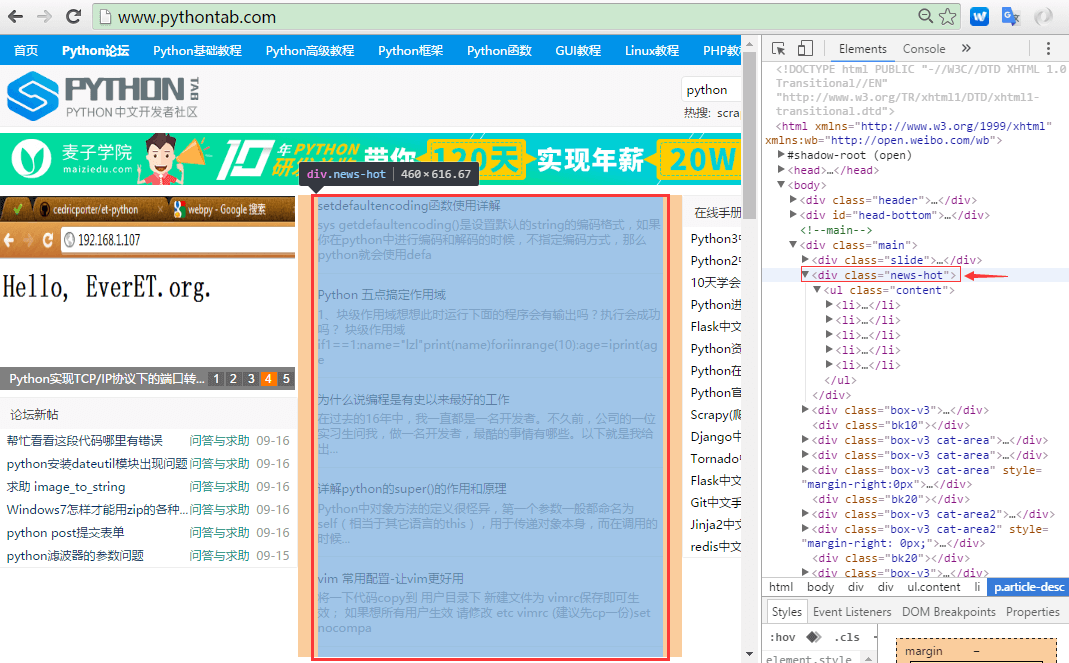 www.pythontab.com
首页 Python论坛 Python基础教程 Python高级教程 Python框架 Python函数 GUI教程 Linux教程 PHP教
PYTHON TAB
PYTHON 中文开发者社区
python
热搜: scra
麦子学院
maiziedu.com
10年PYTHON
带你 120天 实现年薪 20W
div.news-hot 460×616.67
cedricporter/et-python webpy - Google 搜索
192.168.1.107
Hello, EverET.org.
Python实现TCP/IP协议下的端口转... 1 2 3 4 5
论坛新帖
帮忙看看这段代码哪里有错误 问答与求助 09-16
python安装dateutil模块出现问题 问答与求助 09-16
求助 image_to_string 问答与求助 09-16
Windows7怎样才能用zip的各种... 问答与求助 09-16
python post提交表单 问答与求助 09-16
python滤波器的参数问题 问答与求助 09-15
setdefaultencoding函数使用详解
sys getdefaultencoding()是设置默认的string的编码格式，如果
你在python中进行编码和解码的时候，不指定编码方式，那么
python就会使用defa
Python 五点搞定作用域
1、块级作用域想想此时运行下面的程序会有输出吗？执行会成功
吗？ 块级作用域
if1==1:name="lzl"print(name)foriinrange(10):age=iprint(ag
e
为什么说编程是有史以来最好的工作
在过去的16年中，我一直都是一名开发者。不久前，公司的一位
实习生问我，做一名开发者，最酷的事情有哪些。以下就是我给
出...
详解python的super()的作用和原理
Python中对象方法的定义很怪异，第一个参数一般都命名为
self（相当于其它语言的this），用于传递对象本身，而在调用的
时候...
vim 常用配置-让vim更好用
将一下代码copy到 用户目录下 新建文件为 vimrc保存即可生
效； 如果想所有用户生效 请修改 etc vimrc (建议先cp一份)set
nocompa
在线手册
Python3
Python2
10天学会
Python进
Flask中文
Python资
Python在
Python官
Scrapy(爬
Django中
Tornado
Flask中文
Git中文手
Jinja2中文
redis中文
Elements Console »
<!DOCTYPE html PUBLIC "-//W3C//DTD XHTML 1.0
Transitional//EN"
"http://www.w3.org/TR/xhtml1/DTD/xhtml1-
transitional.dtd">
<html xmlns="http://www.w3.org/1999/xhtml"
xmlns:wb="http://open.weibo.com/wb">
#shadow-root (open)
<head>…</head>
<body>
<div class="header">…</div>
<div id="head-bottom">…</div>
<!--main-->
<div class="main">
<div class="slide">…</div>
<div class="news-hot">
<ul class="content">
<li>…</li>
<li>…</li>
<li>…</li>
<li>…</li>
<li>…</li>
</ul>
</div>
<div class="box-v3">…</div>
<div class="bk10"></div>
<div class="box-v3 cat-area">…</div>
<div class="box-v3 cat-area">…</div>
<div class="box-v3 cat-area" style=
"margin-right:0px">…</div>
<div class="bk20"></div>
<div class="box-v3 cat-area2">…</div>
<div class="box-v3 cat-area2" style=
"margin-right: 0px;">…</div>
<div class="bk20"></div>
<div class="box-v3">…</div>
html body div div ul.content li p.article-desc
Styles Event Listeners DOM Breakpoints Properties
:hov .cls
element.style
margin –